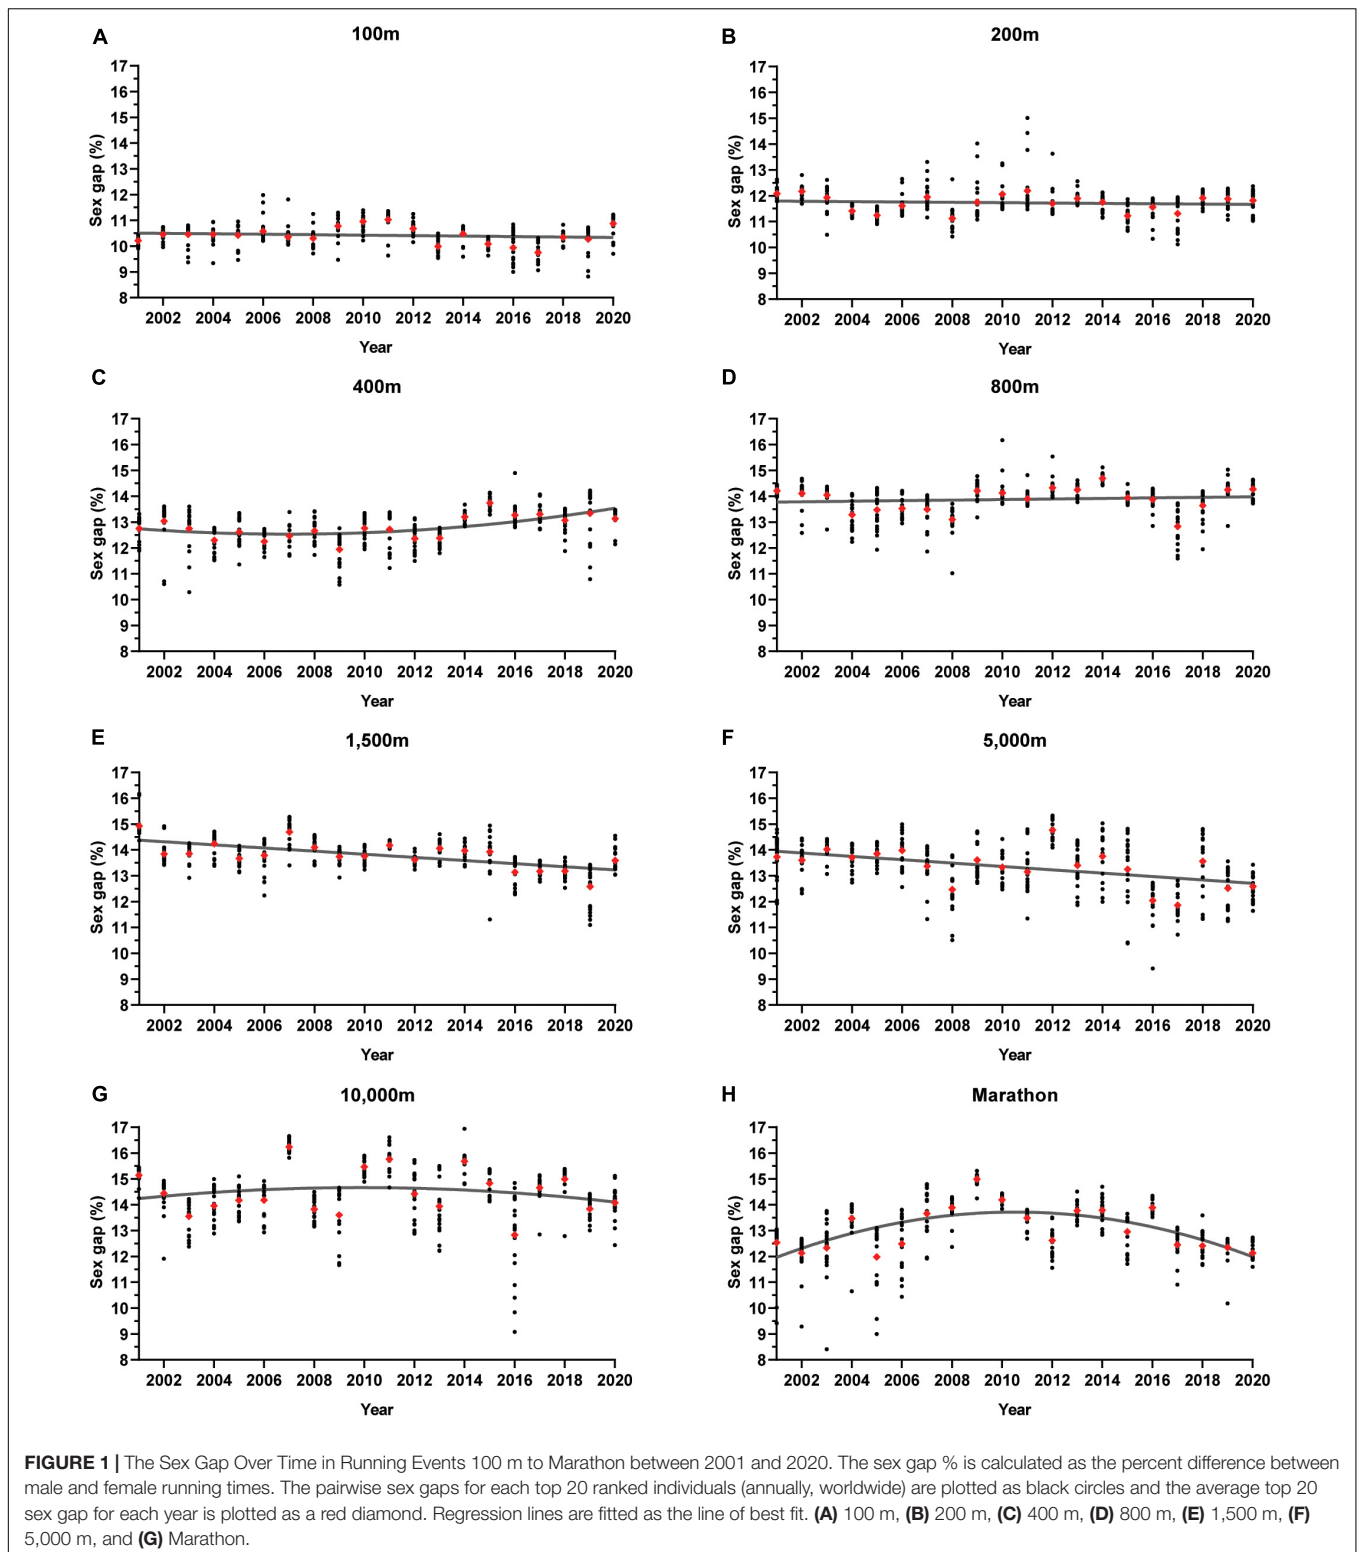 A
100m
17
16
15
14
13
12
11
10
9
8
Sex gap (%)
2002 2004 2006 2008 2010 2012 2014 2016 2018 2020
Year
B
200m
17
16
15
14
13
12
11
10
9
8
Sex gap (%)
2002 2004 2006 2008 2010 2012 2014 2016 2018 2020
Year
C
400m
17
16
15
14
13
12
11
10
9
8
Sex gap (%)
2002 2004 2006 2008 2010 2012 2014 2016 2018 2020
Year
D
800m
17
16
15
14
13
12
11
10
9
8
Sex gap (%)
2002 2004 2006 2008 2010 2012 2014 2016 2018 2020
Year
E
1,500m
17
16
15
14
13
12
11
10
9
8
Sex gap (%)
2002 2004 2006 2008 2010 2012 2014 2016 2018 2020
Year
F
5,000m
17
16
15
14
13
12
11
10
9
8
Sex gap (%)
2002 2004 2006 2008 2010 2012 2014 2016 2018 2020
Year
G
10,000m
17
16
15
14
13
12
11
10
9
8
Sex gap (%)
2002 2004 2006 2008 2010 2012 2014 2016 2018 2020
Year
H
Marathon
17
16
15
14
13
12
11
10
9
8
Sex gap (%)
2002 2004 2006 2008 2010 2012 2014 2016 2018 2020
Year
FIGURE 1 | The Sex Gap Over Time in Running Events 100 m to Marathon between 2001 and 2020. The sex gap % is calculated as the percent difference between
male and female running times. The pairwise sex gaps for each top 20 ranked individuals (annually, worldwide) are plotted as black circles and the average top 20
sex gap for each year is plotted as a red diamond. Regression lines are fitted as the line of best fit. (A) 100 m, (B) 200 m, (C) 400 m, (D) 800 m, (E) 1,500 m, (F)
5,000 m, and (G) Marathon.